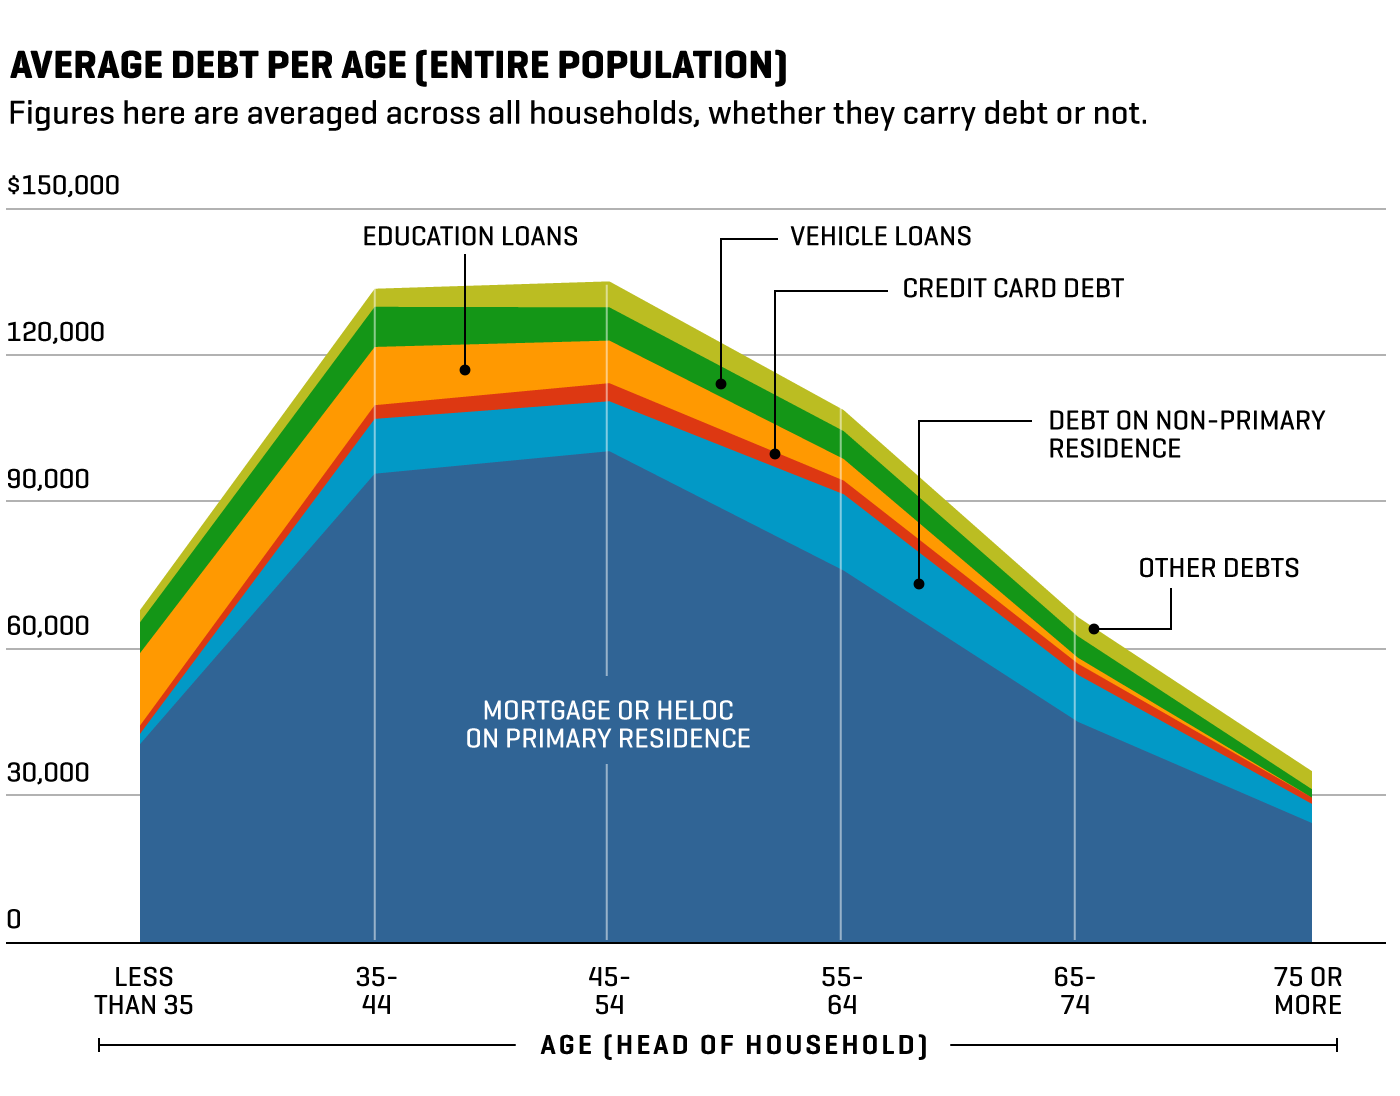 AVERAGE DEBT PER AGE (ENTIRE POPULATION)
Figures here are averaged across all households, whether they carry debt or not.
$150,000
EDUCATION LOANS
VEHICLE LOANS
CREDIT CARD DEBT
120,000
DEBT ON NON-PRIMARY
RESIDENCE
90,000
OTHER DEBTS
60,000
MORTGAGE OR HELOC
ON PRIMARY RESIDENCE
30,000
0
LESS
THAN 35
35-
44
45-
54
55-
64
65-
74
75 OR
MORE
AGE (HEAD OF HOUSEHOLD)